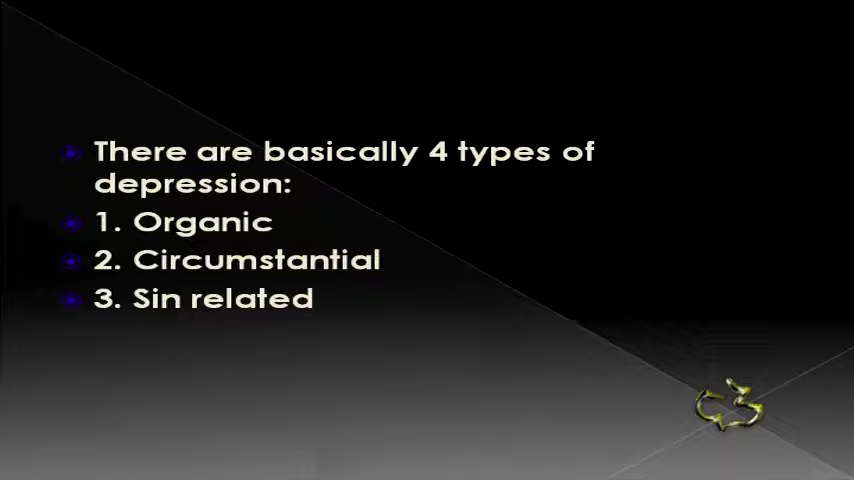 There are basically 4 types of
depression:
1. Organic
2. Circumstantial
3. Sin related